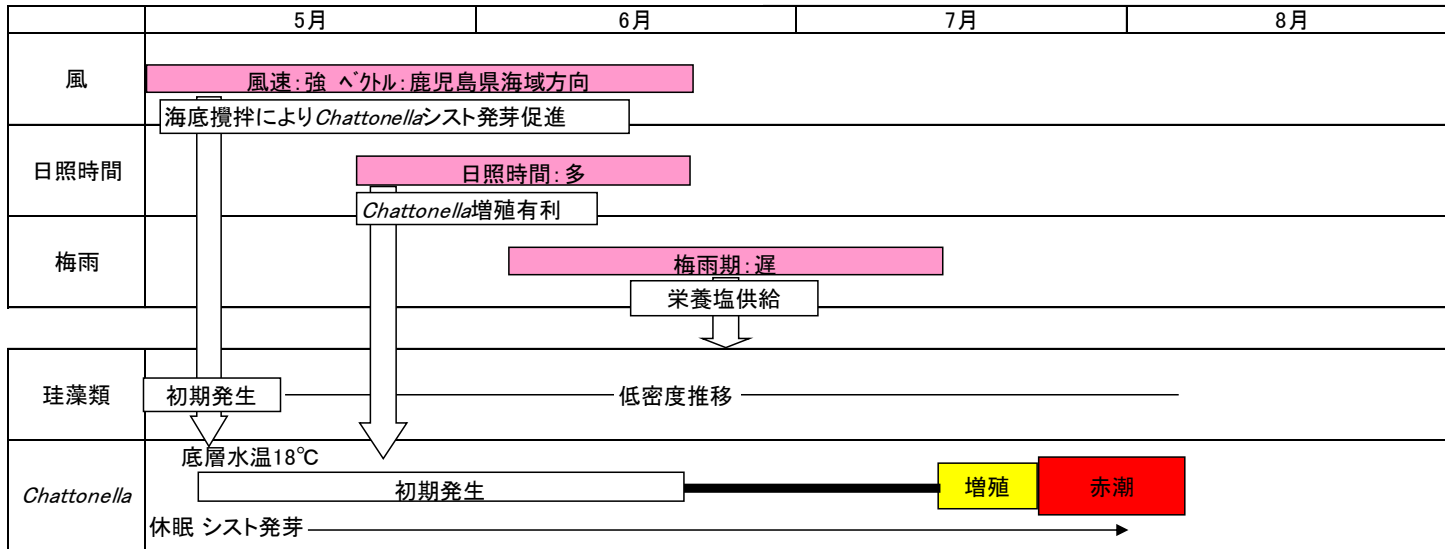 5月 6月 7月 8月
風
風速：強 ﾍﾞｸﾄﾙ：鹿児島県海域方向
海底攪拌によりChattonellaシスト発芽促進
日照時間
日照時間：多
Chattonella増殖有利
梅雨
梅雨期：遅
栄養塩供給
珪藻類
初期発生
低密度推移
Chattonella
底層水温18℃
初期発生
増殖
赤潮
休眠 シスト発芽